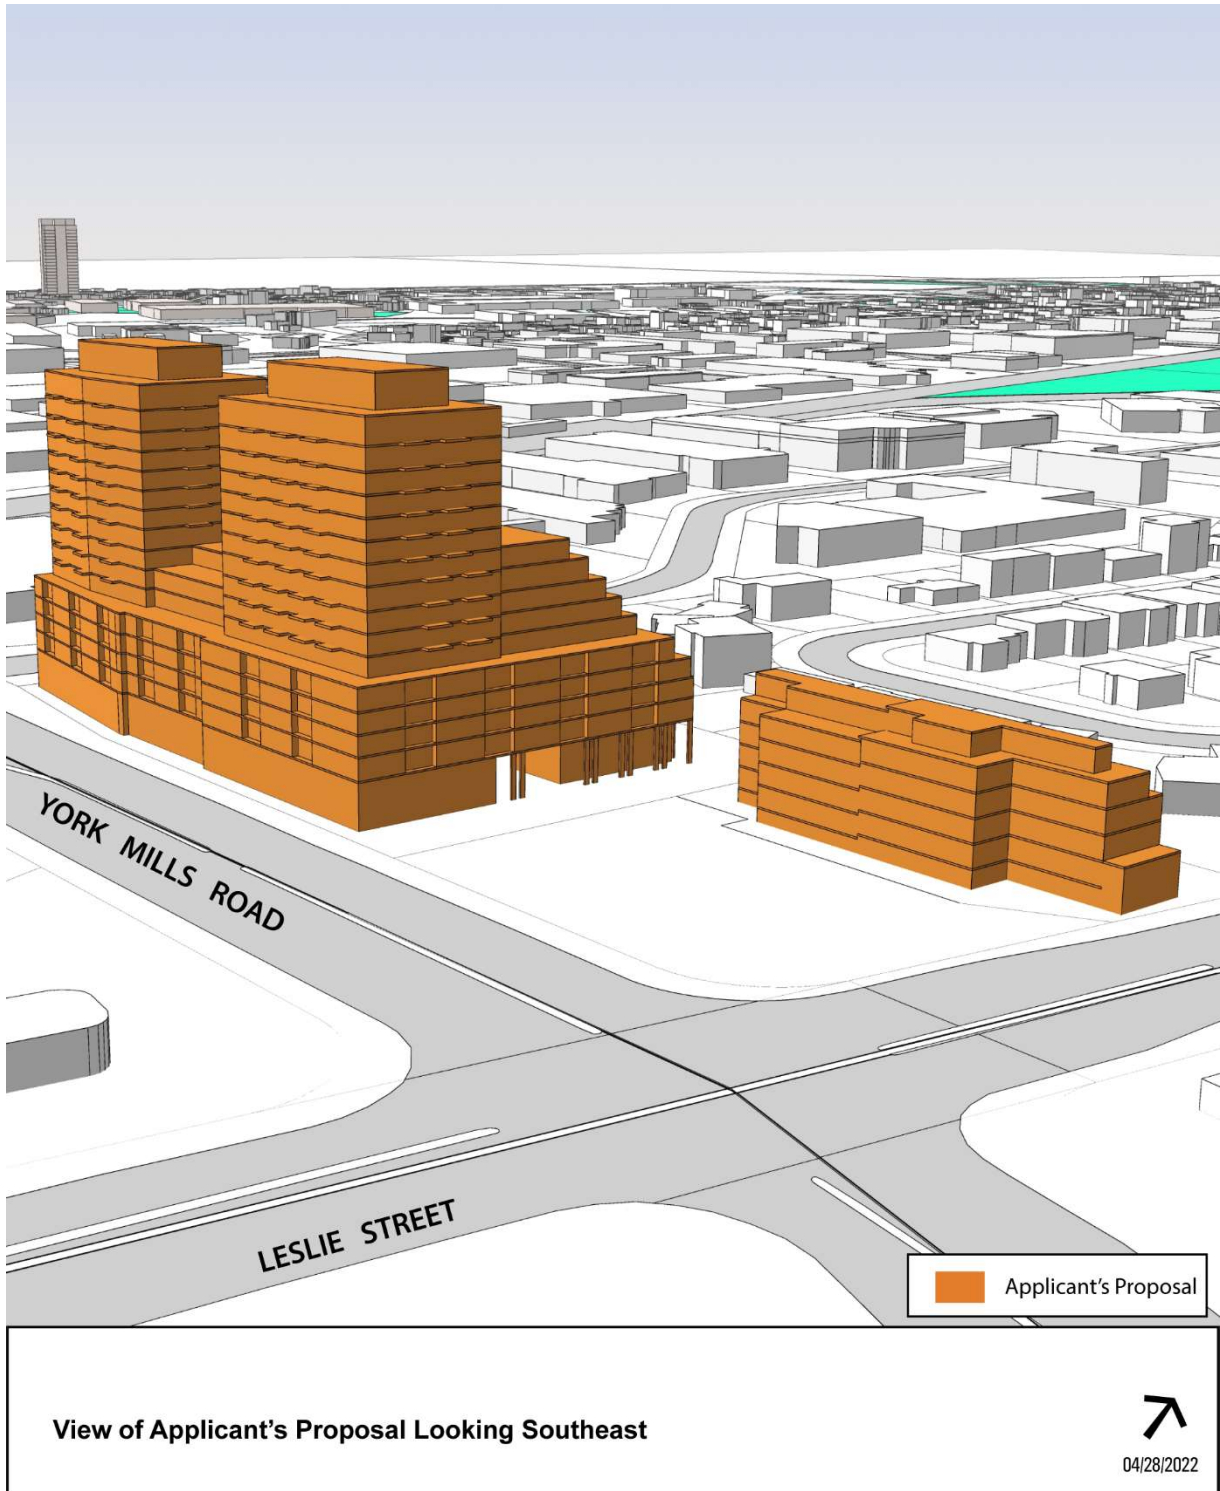 YORK MILLS ROAD
LESLIE STREET
Applicant's Proposal
View of Applicant's Proposal Looking Southeast
04/28/2022